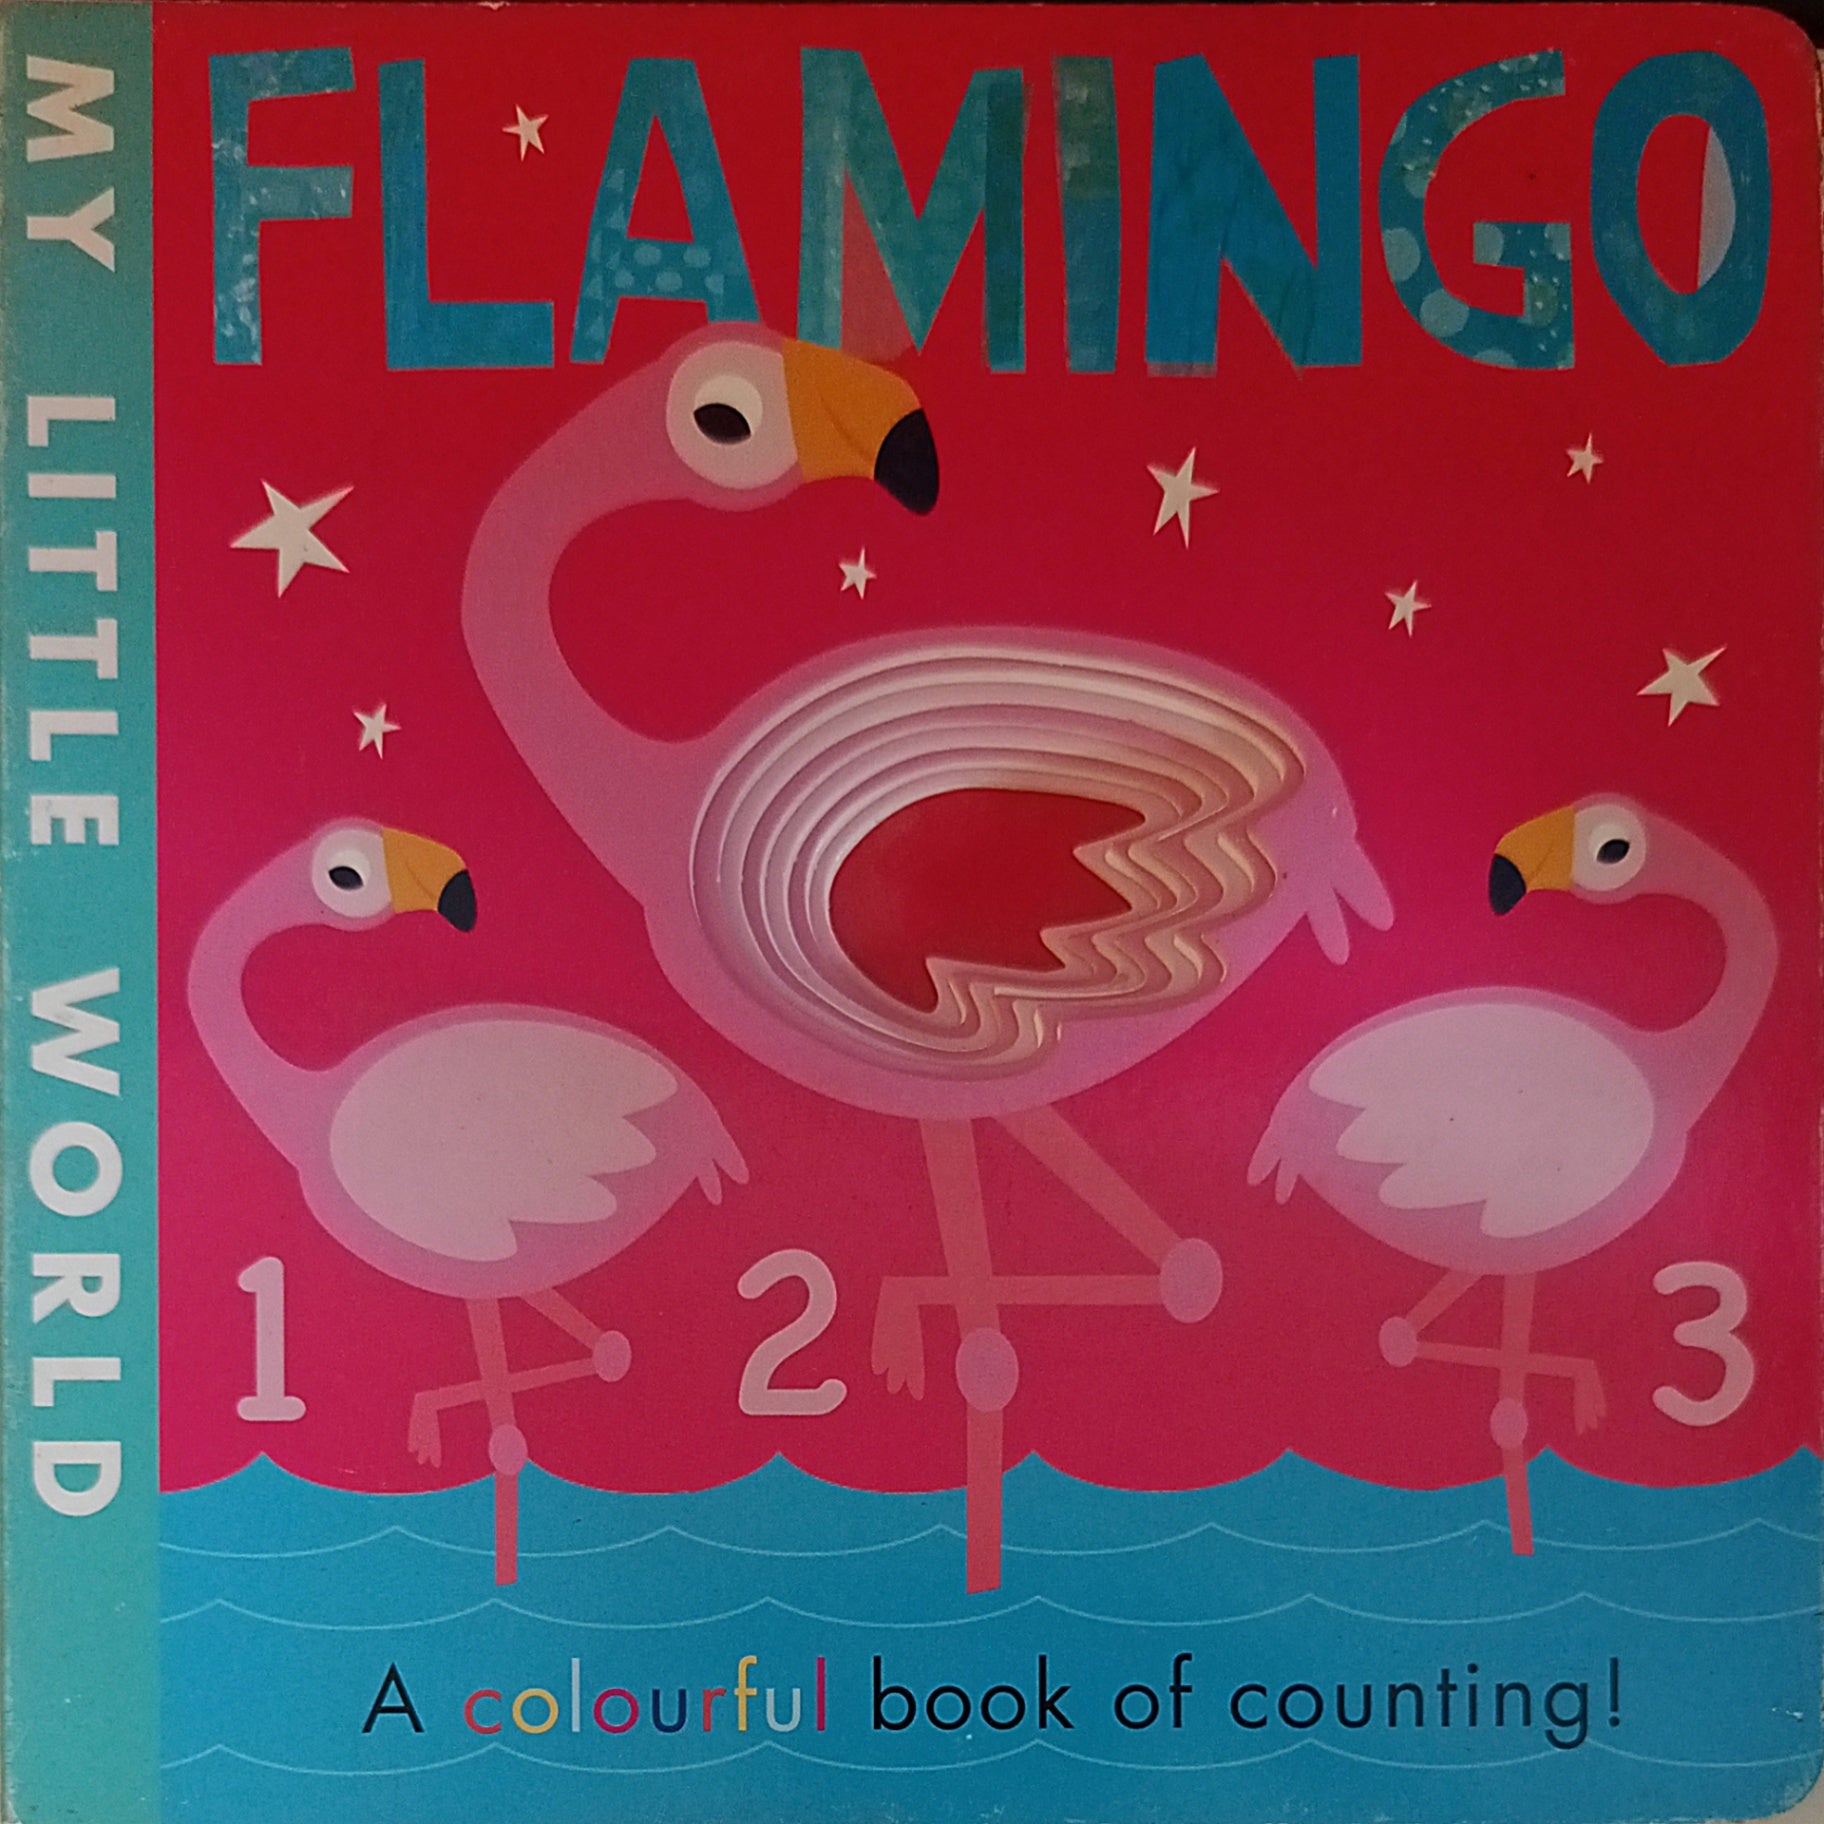 MY LITTLE WORLD
FLAMINGO
1 2 3
A colourful book of counting!